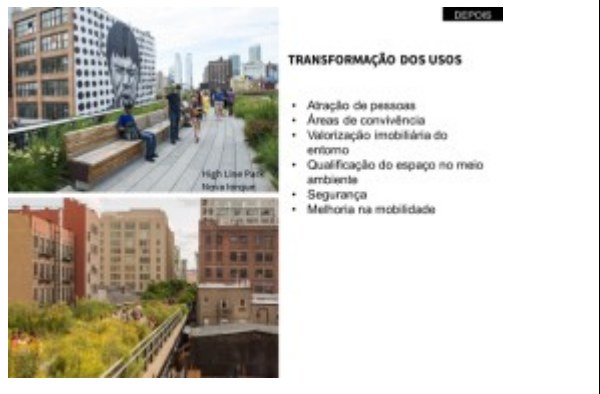 DEPOIS
TRANSFORMAÇÃO DOS USOS
• Atração de pessoas
• Áreas de convivência
• Valorização imobiliária do
entorno
• Qualificação do espaço no meio
ambiente
• Segurança
• Melhoria na mobilidade
High Line Park
Nova Iorque